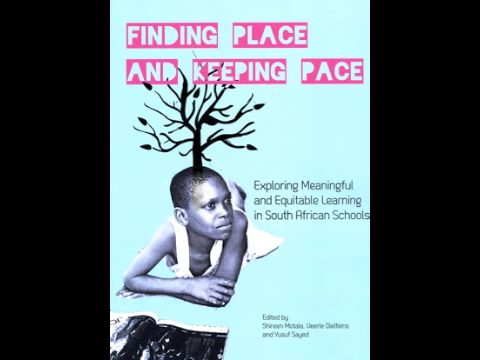 FINDING PLACE
AND KEEPING PACE
Exploring Meaningful
and Equitable Learning
in South African Schools
Edited by
Shireen Motala, Veerle Dieltiens
and Yusuf Sayed